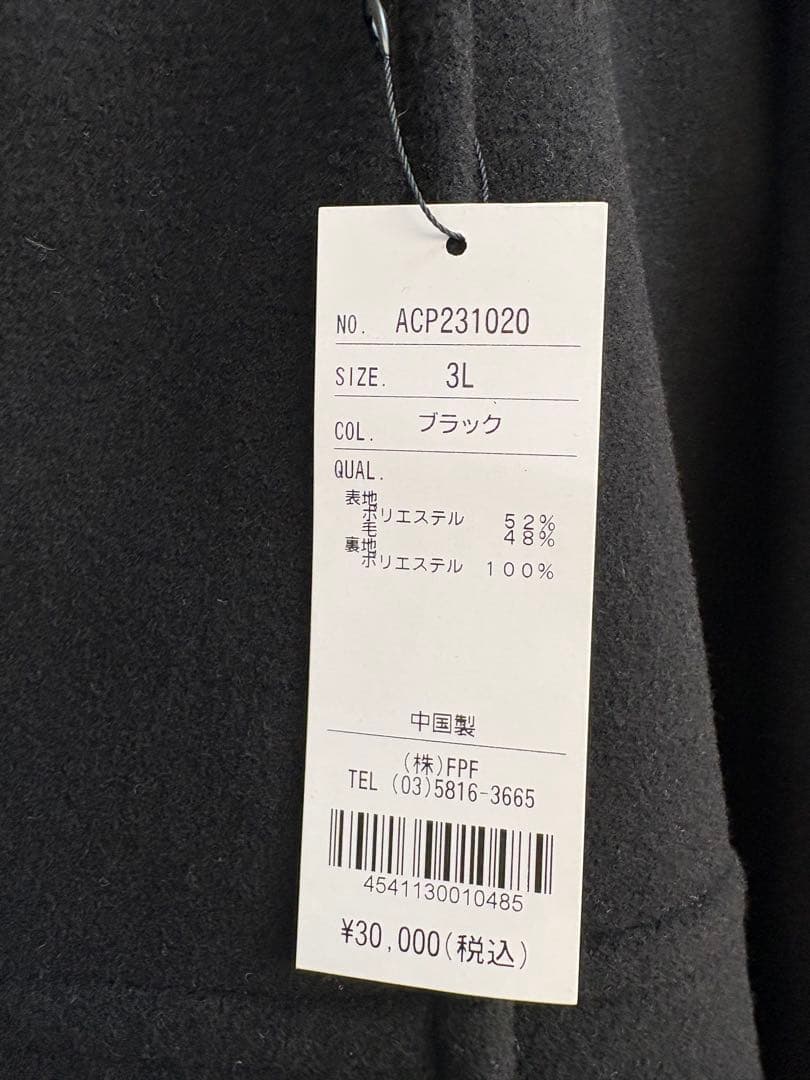 NO. ACP231020
SIZE. 3L
COL. ブラック
QUAL.
表地
ポリエステル 52%
毛 48%
裏地
ポリエステル 100%
中国製
(株)FPF
TEL (03)5816-3665
4541130010485
¥30,000(税込)